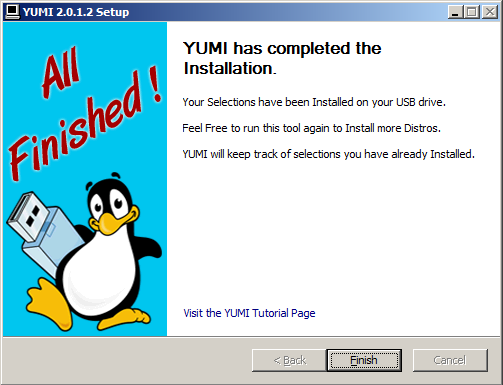 YUMI 2.0.1.2 Setup
All
Finished !
YUMI has completed the
Installation.
Your Selections have been Installed on your USB drive.
Feel Free to run this tool again to Install more Distros.
YUMI will keep track of selections you have already Installed.
Visit the YUMI Tutorial Page
< Back
Finish
Cancel